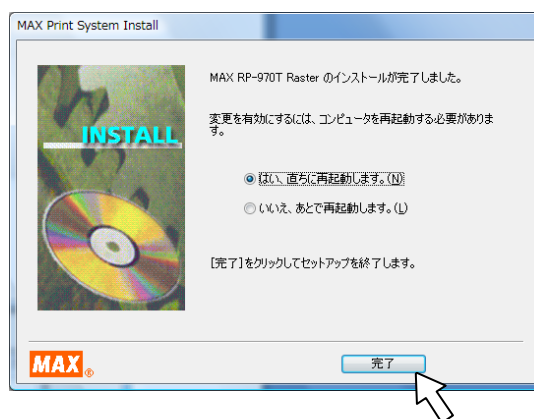 MAX Print System Install
INSTALL
MAX RP-970T Raster のインストールが完了しました。
変更を有効にするには、コンピュータを再起動する必要がありま
す。
はい、直ちに再起動します。(N)
いいえ、あとで再起動します。(L)
[完了]をクリックしてセットアップを終了します。
MAX®
完了